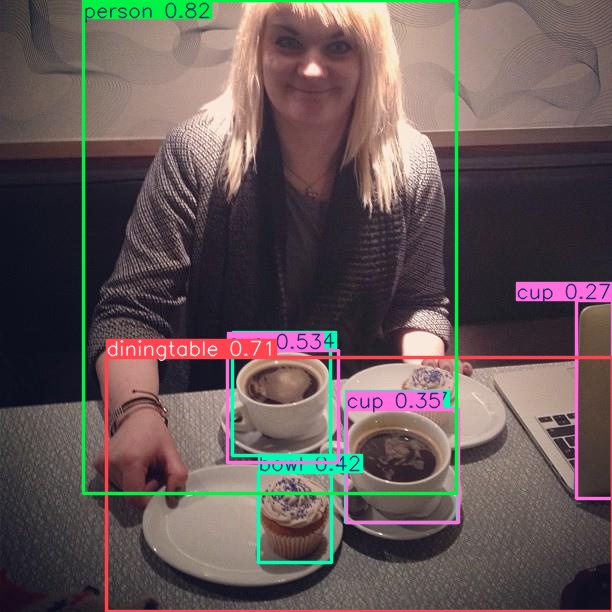 person 0.82
cup 0.27
0.534
diningtable 0.71
cup 0.35
bowl 0.42